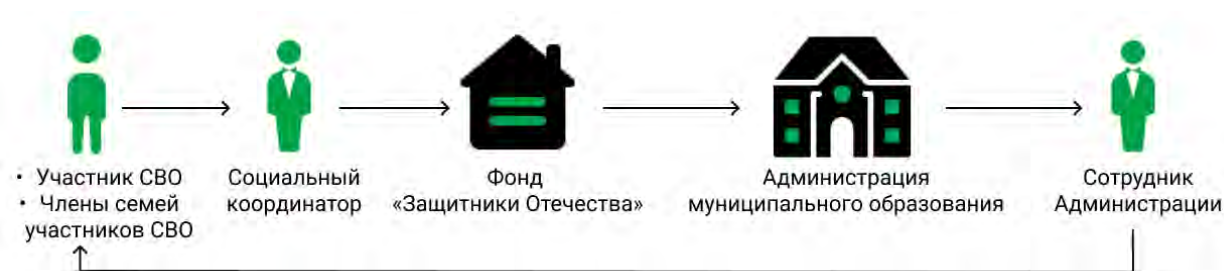 • Участник СВО
• Члены семей
участников СВО
Социальный
координатор
Фонд
«Защитники Отечества»
Администрация
муниципального образования
Сотрудник
Администрации